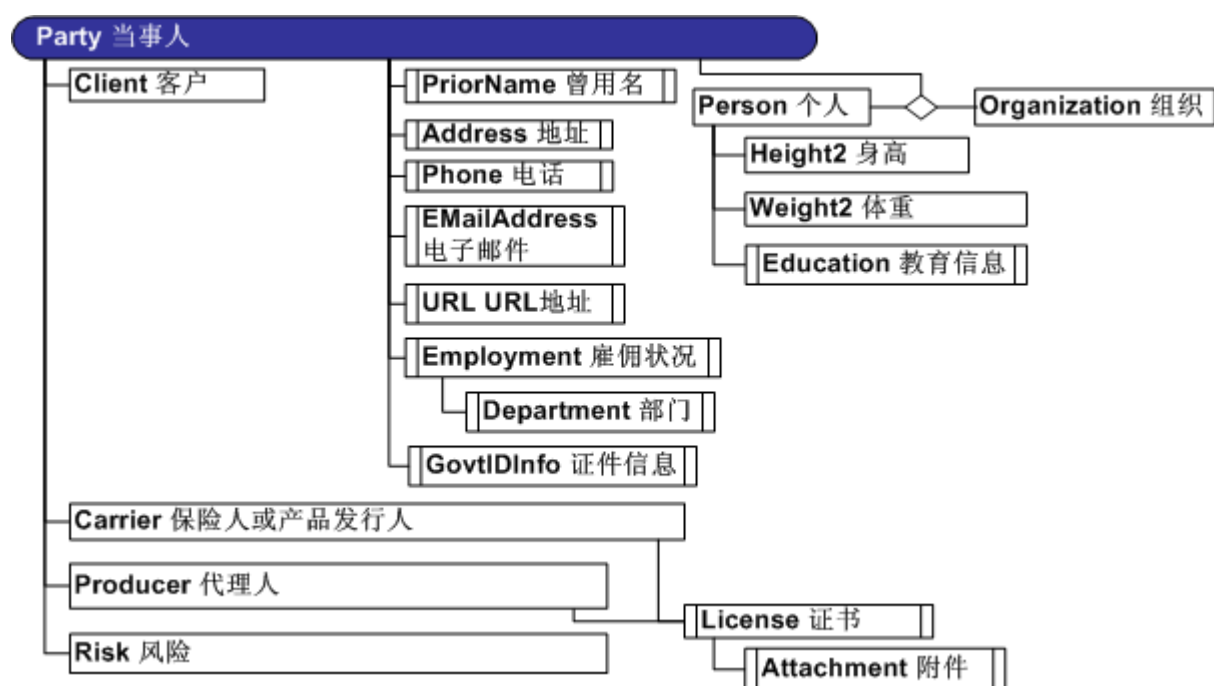 Party 当事人
Client 客户
PriorName 曾用名
Person 个人
Organization 组织
Address 地址
Height2 身高
Phone 电话
Weight2 体重
EMailAddress
电子邮件
Education 教育信息
URL URL地址
Employment 雇佣状况
Department 部门
GovtIDInfo 证件信息
Carrier 保险人或产品发行人
Producer 代理人
License 证书
Risk 风险
Attachment 附件